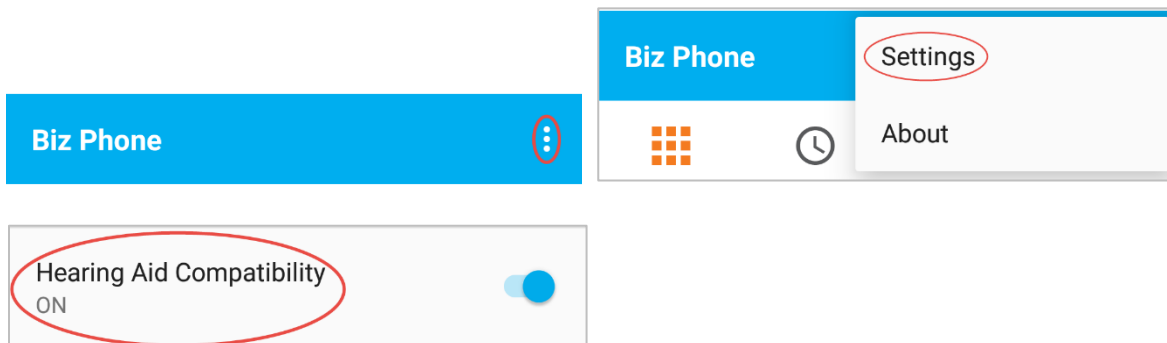 Biz Phone
Biz Phone
Settings
About
Hearing Aid Compatibility
ON